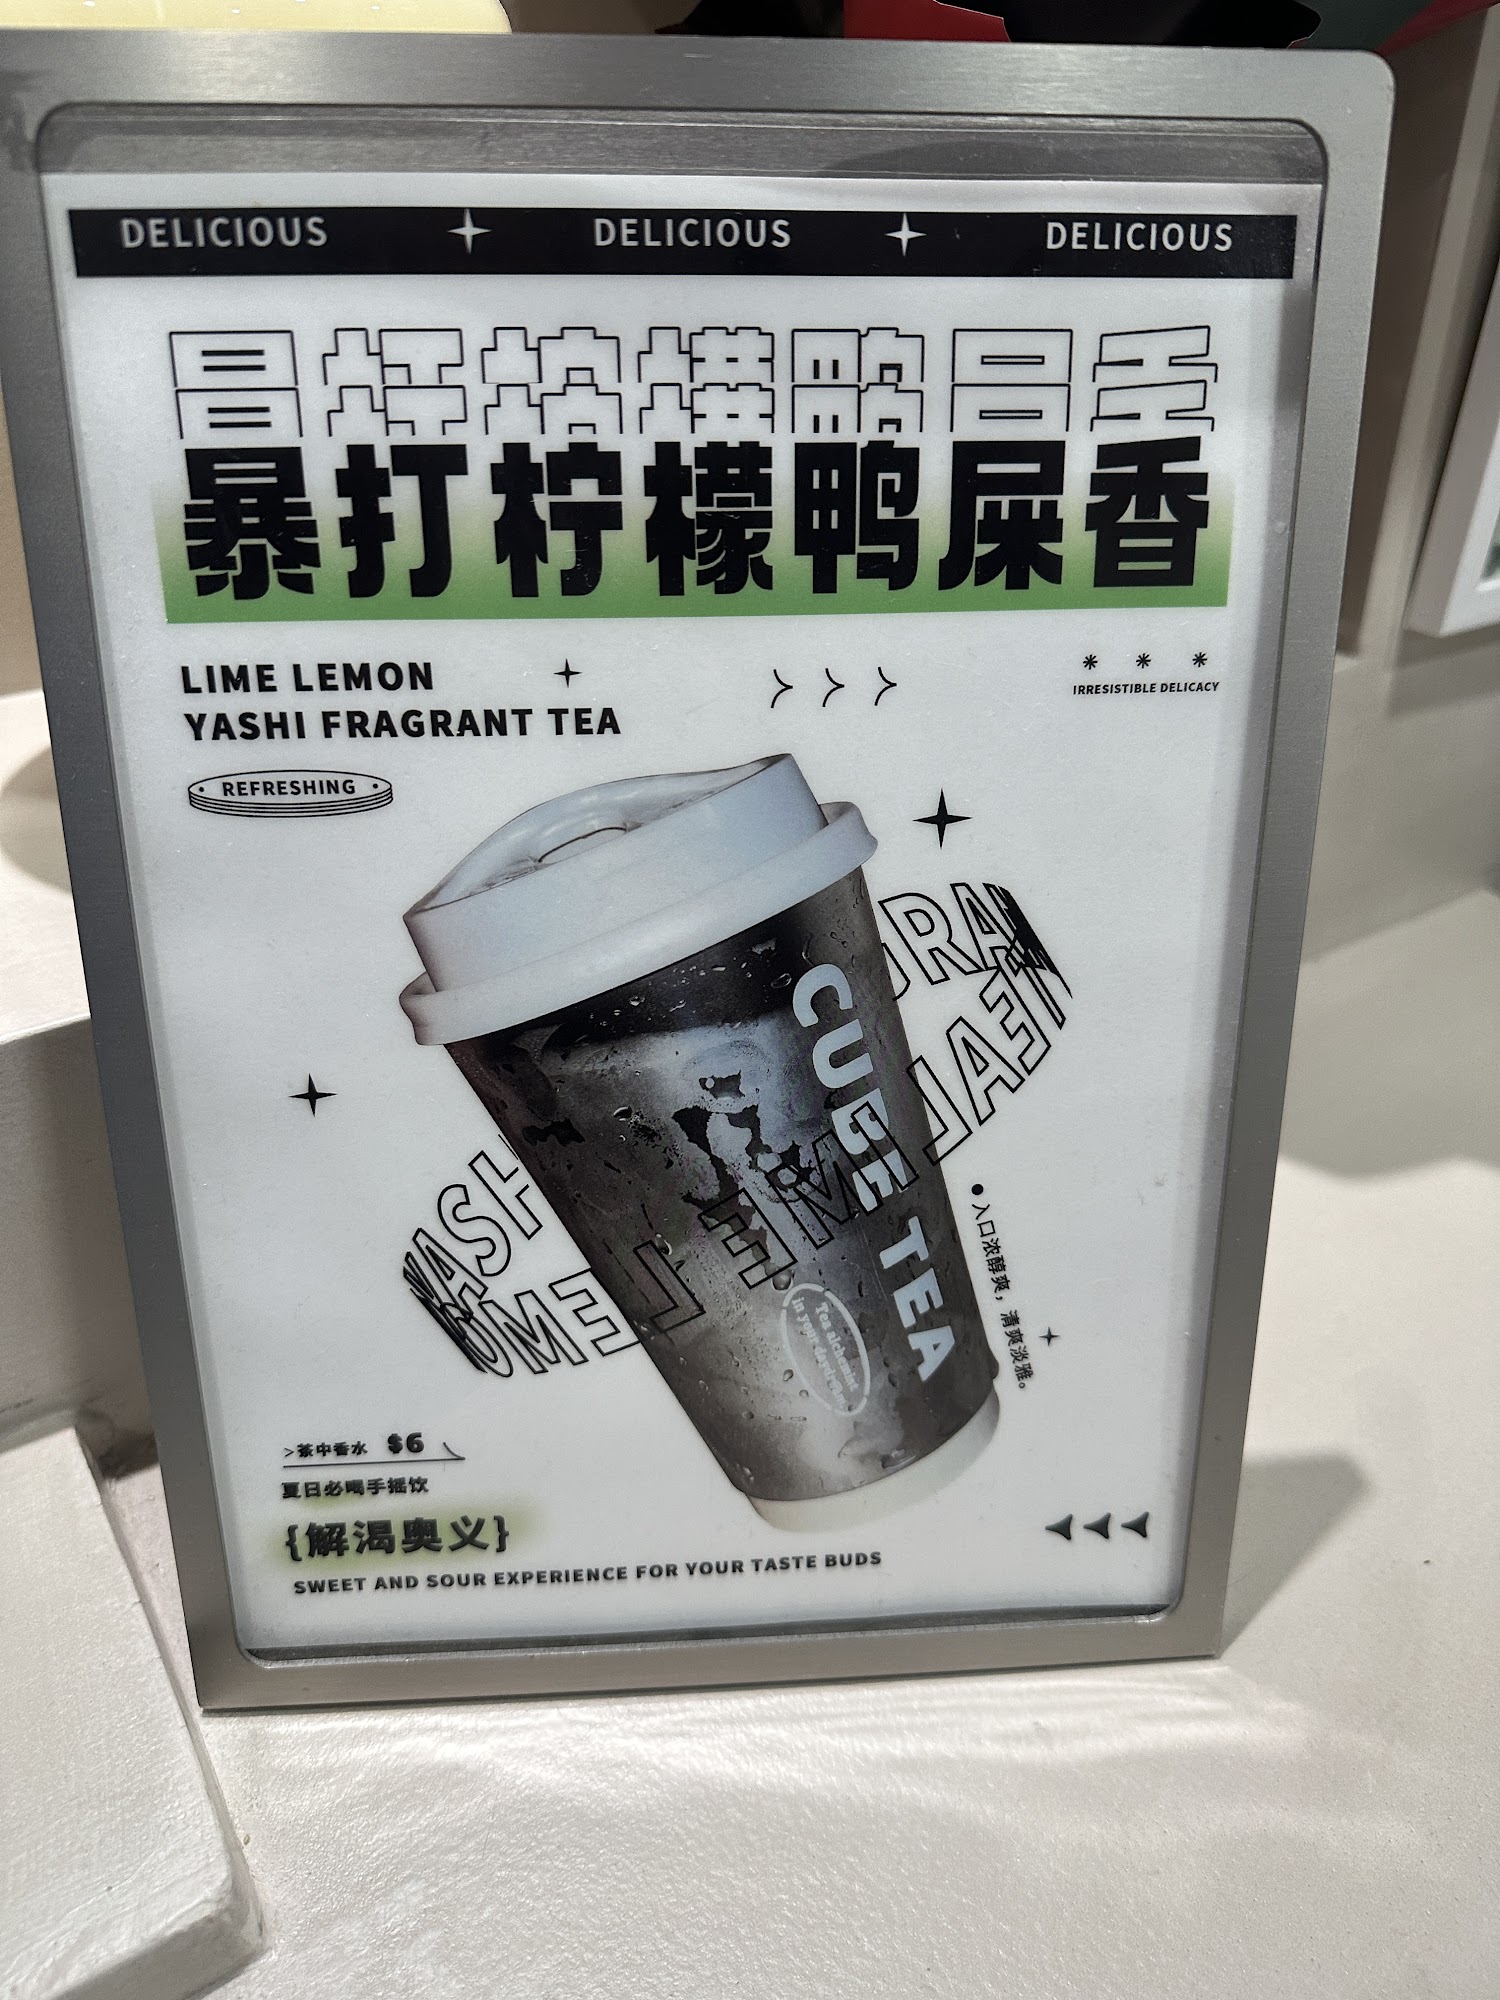 DELICIOUS DELICIOUS DELICIOUS
暴打柠檬鸭屎香
LIME LEMON
YASHI FRAGRANT TEA
IRRESISTIBLE DELICACY
REFRESHING
CUBE TEA
Tea alchemist
入口浓醇爽，清爽淡雅。
>茶中香水 $6
夏日必喝手摇饮
{解渴奥义}
SWEET AND SOUR EXPERIENCE FOR YOUR TASTE BUDS